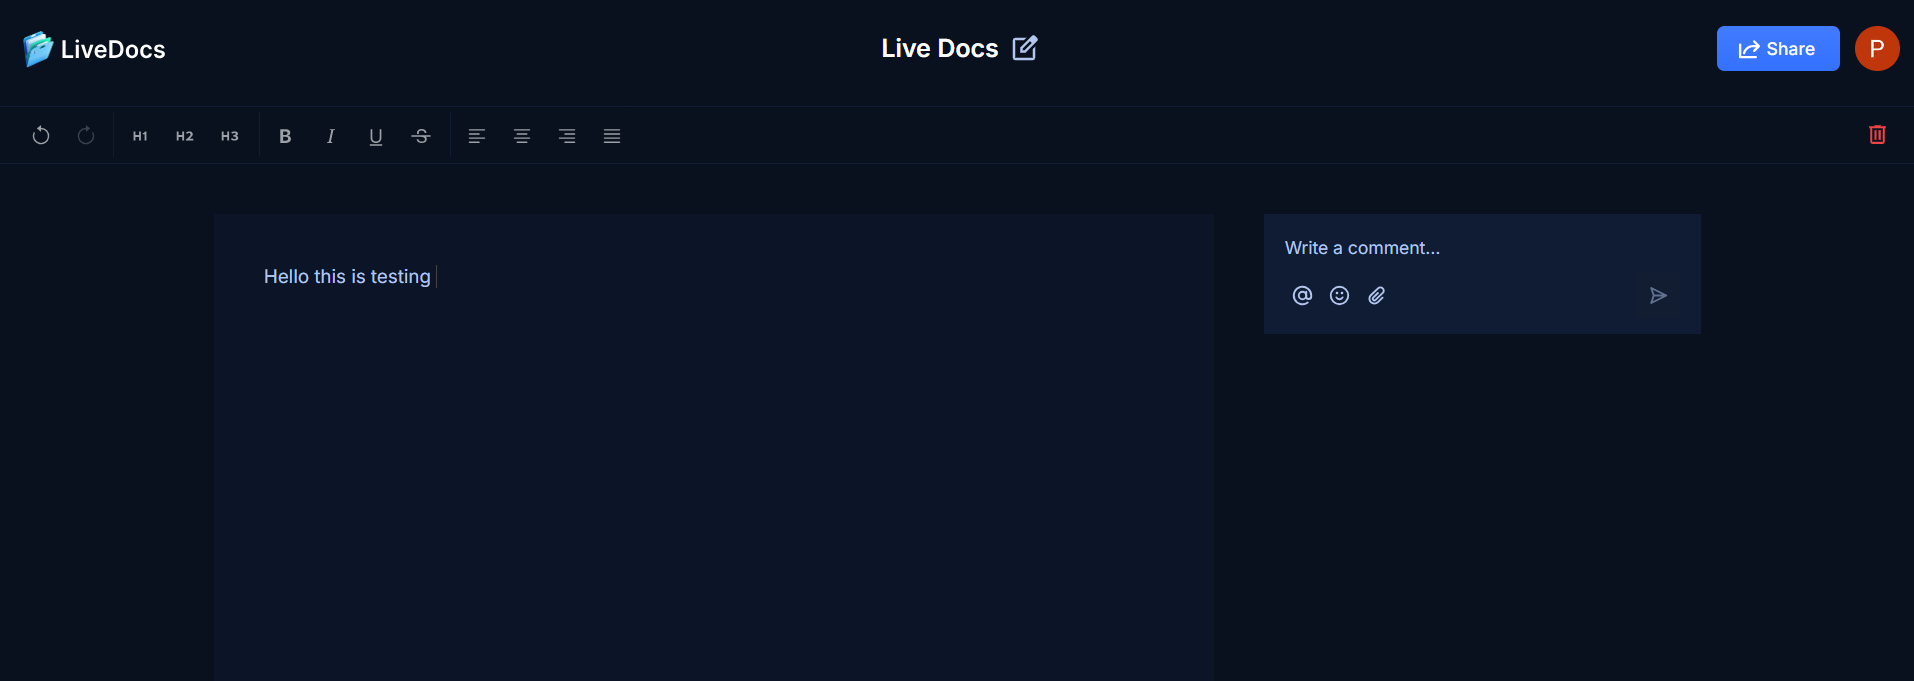 LiveDocs
Live Docs
Share
P
H1 H2 H3 B I U S
Hello this is testing
Write a comment…